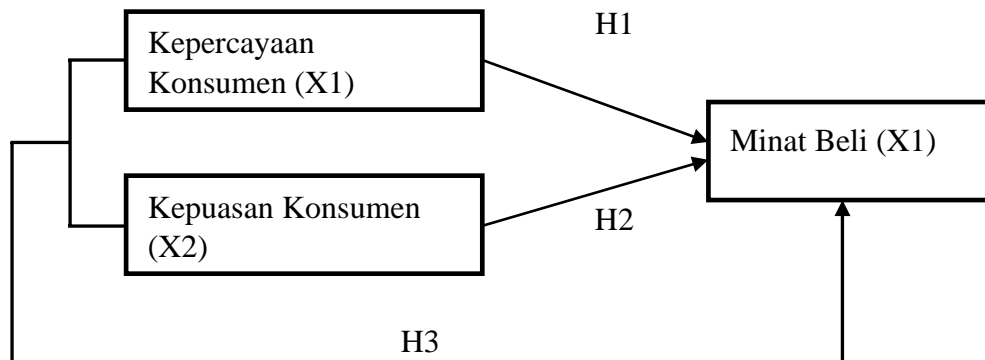 H1
Kepercayaan
Konsumen (X1)
Minat Beli (X1)
Kepuasan Konsumen
(X2)
H2
H3